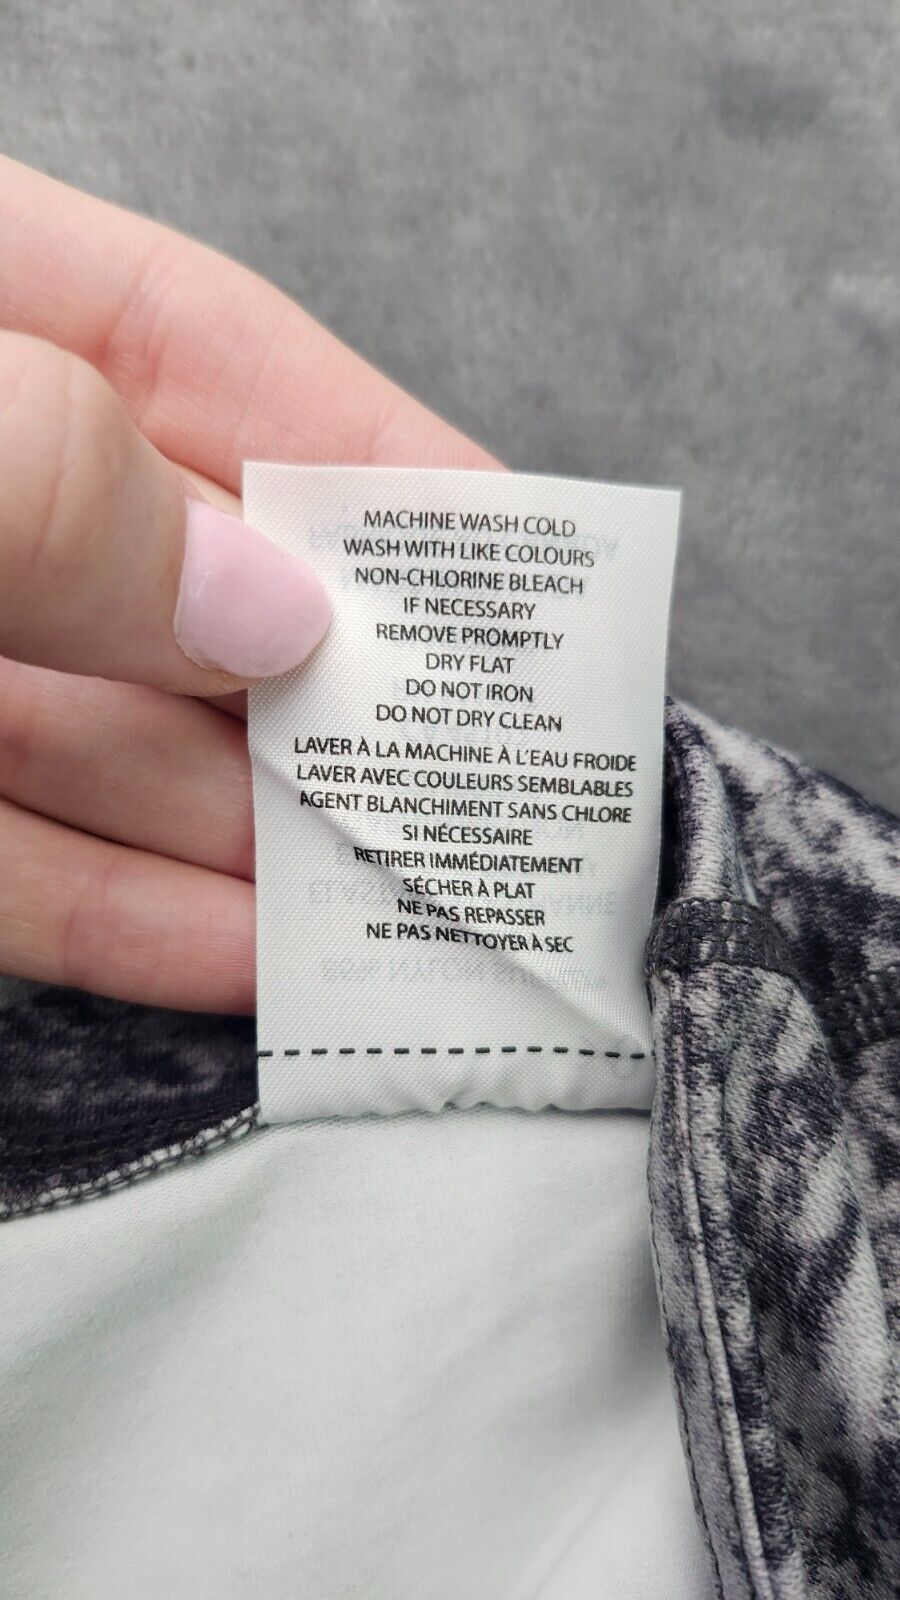 MACHINE WASH COLD
WASH WITH LIKE COLOURS
NON-CHLORINE BLEACH
IF NECESSARY
REMOVE PROMPTLY
DRY FLAT
DO NOT IRON
DO NOT DRY CLEAN
LAVER À LA MACHINE À L'EAU FROIDE
LAVER AVEC COULEURS SEMBLABLES
AGENT BLANCHIMENT SANS CHLORE
SI NÉCESSAIRE
RETIRER IMMÉDIATEMENT
SÉCHER À PLAT
NE PAS REPASSER
NE PAS NETTOYER À SEC